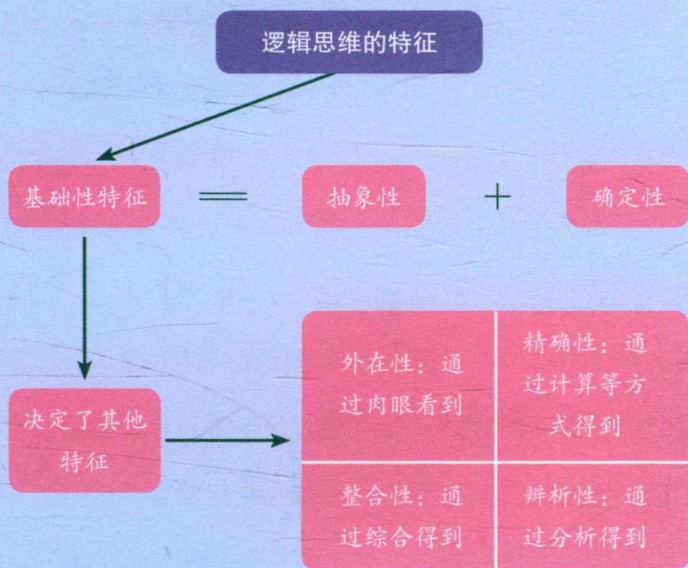 逻辑思维的特征
基础性特征 = 抽象性 + 确定性
决定了其他
特征
外在性：通
过肉眼看到
精确性：通
过计算等方
式得到
整合性：通
过综合得到
辨析性：通
过分析得到